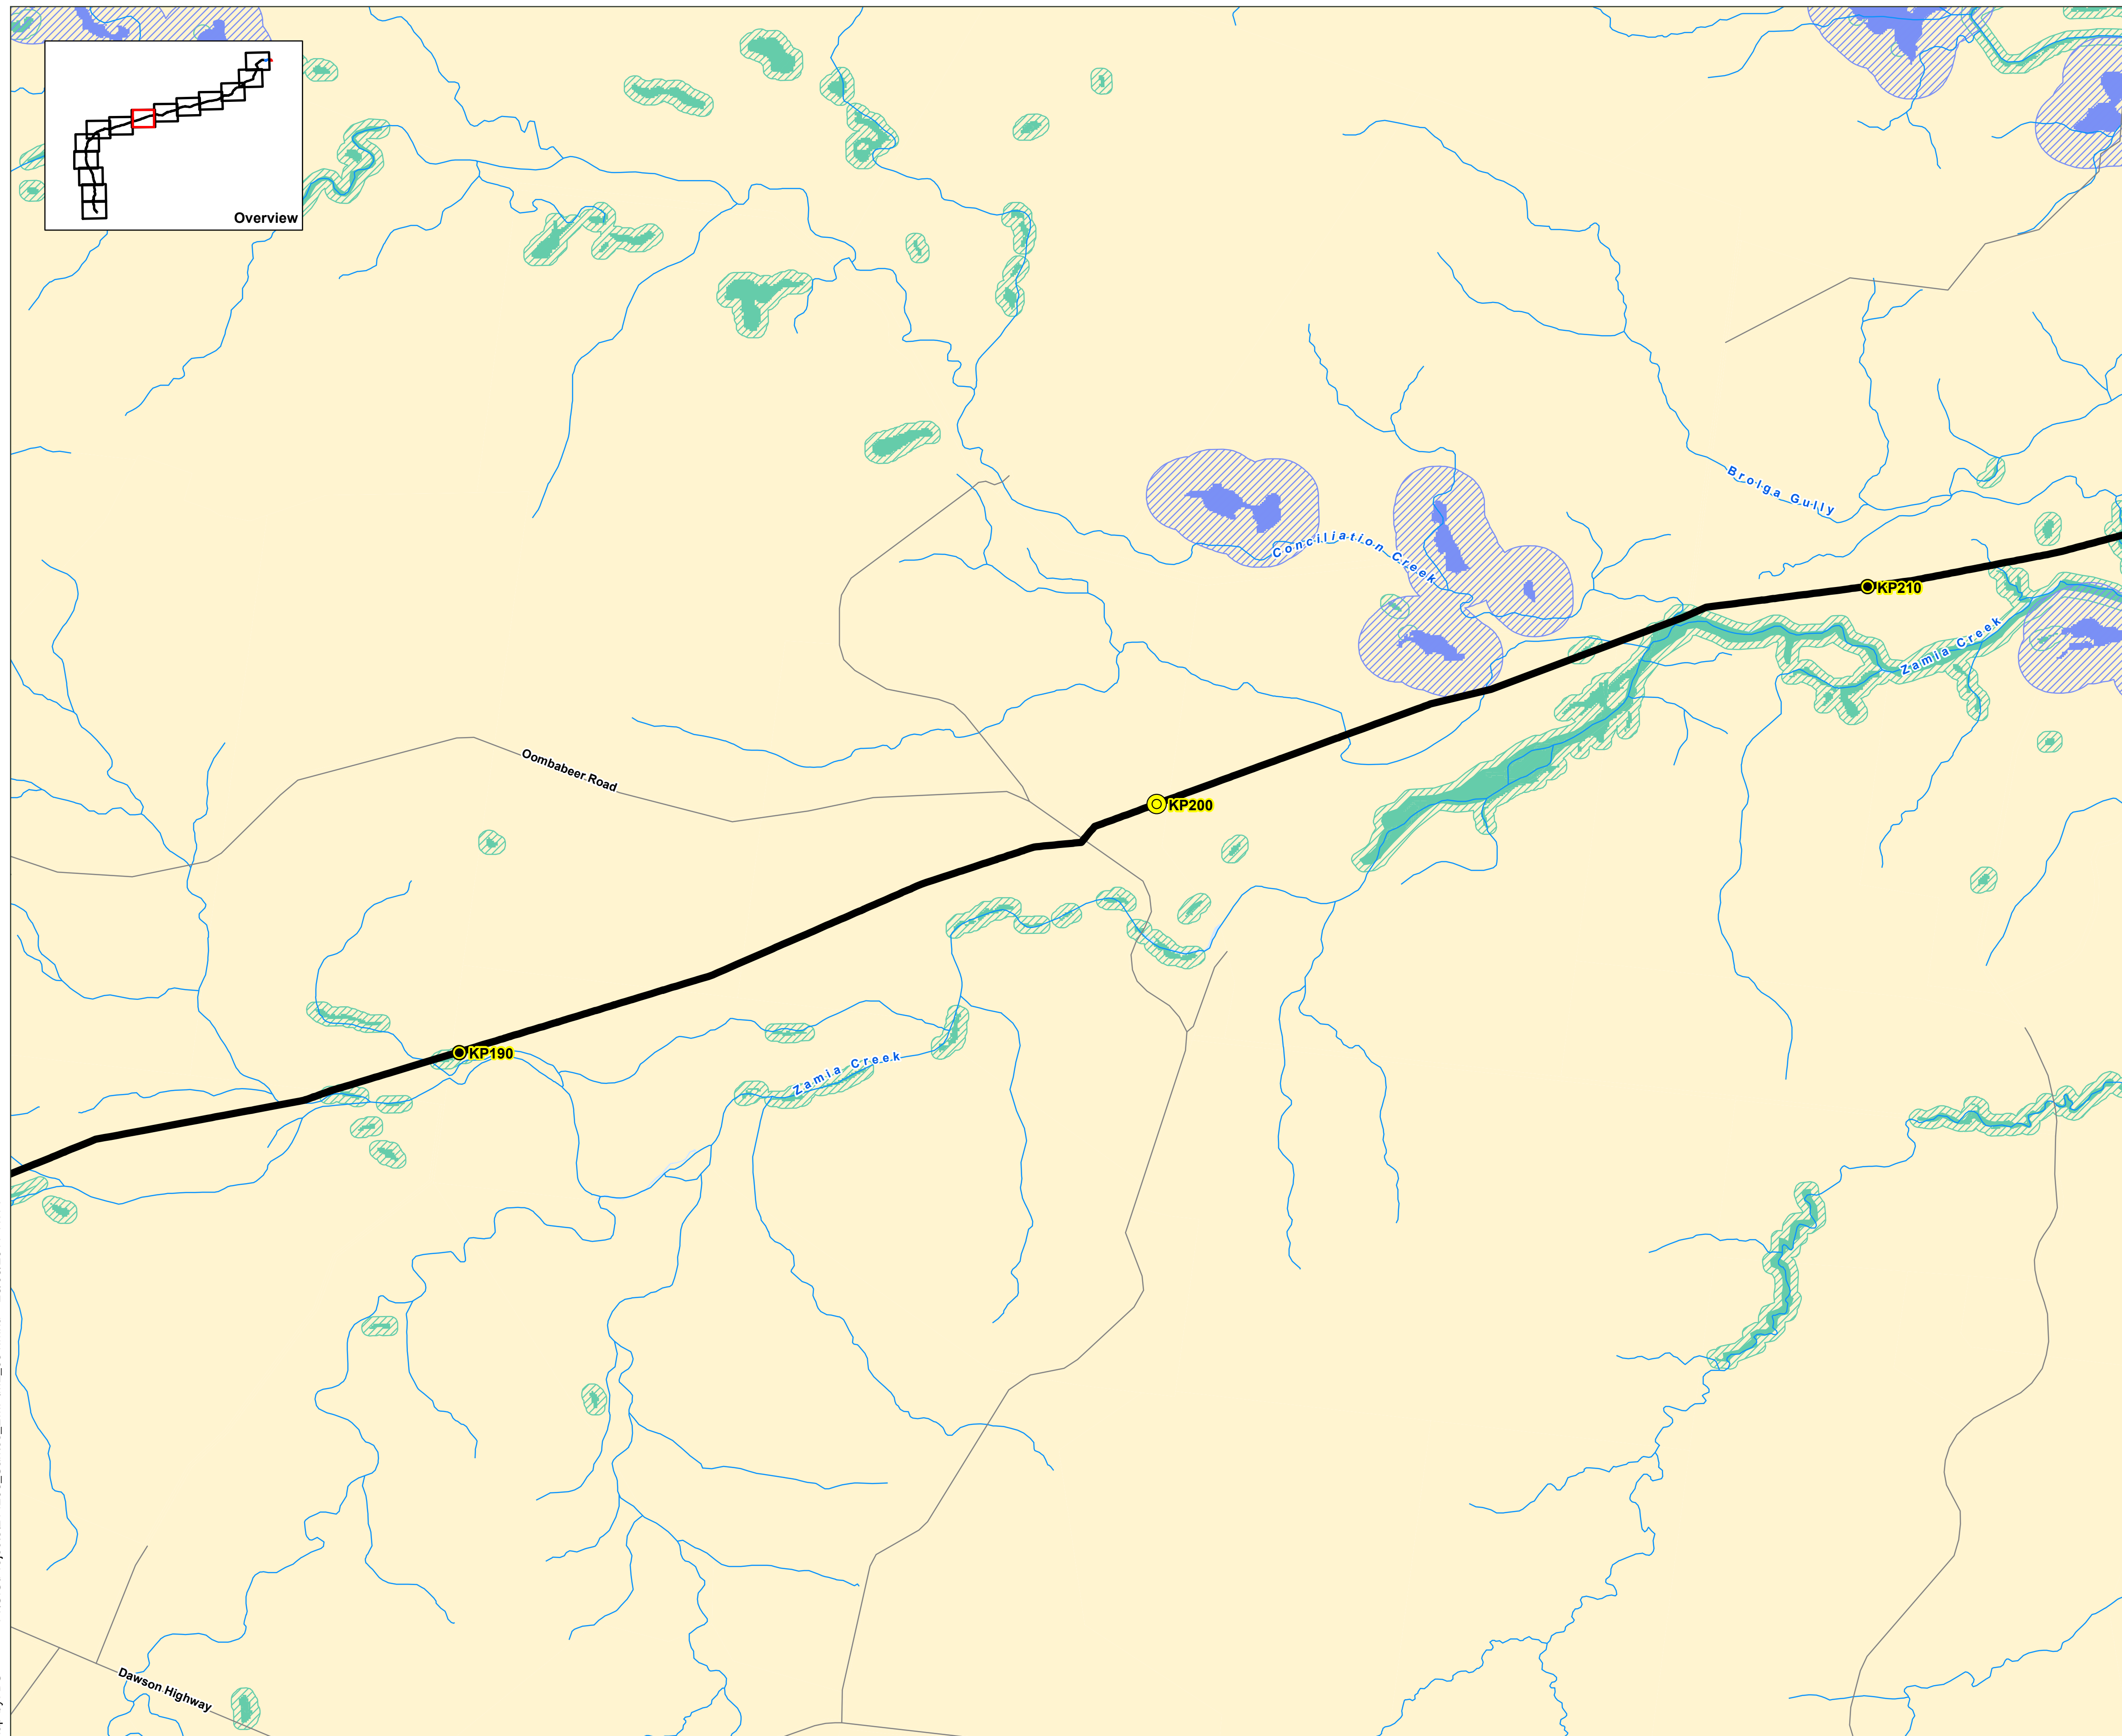 Overview
Brolga Gully
Conciliation Creek
KP210
Zamia Creek
Oombabeer Road
KP200
KP190
Zamia Creek
Dawson Highway